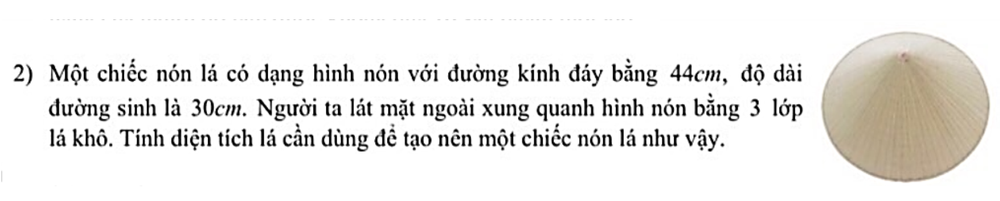 2) Một chiếc nón lá có dạng hình nón với đường kính đáy bằng 44cm, độ dài
đường sinh là 30cm. Người ta lát mặt ngoài xung quanh hình nón bằng 3 lớp
lá khô. Tính diện tích lá cần dùng để tạo nên một chiếc nón lá như vậy.